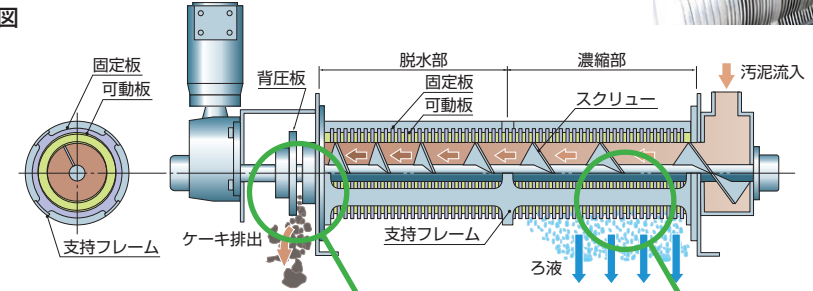 図
固定板
可動板
支持フレーム
背圧板
ケーキ排出
脱水部
濃縮部
固定板
可動板
スクリュー
汚泥流入
支持フレーム
ろ液